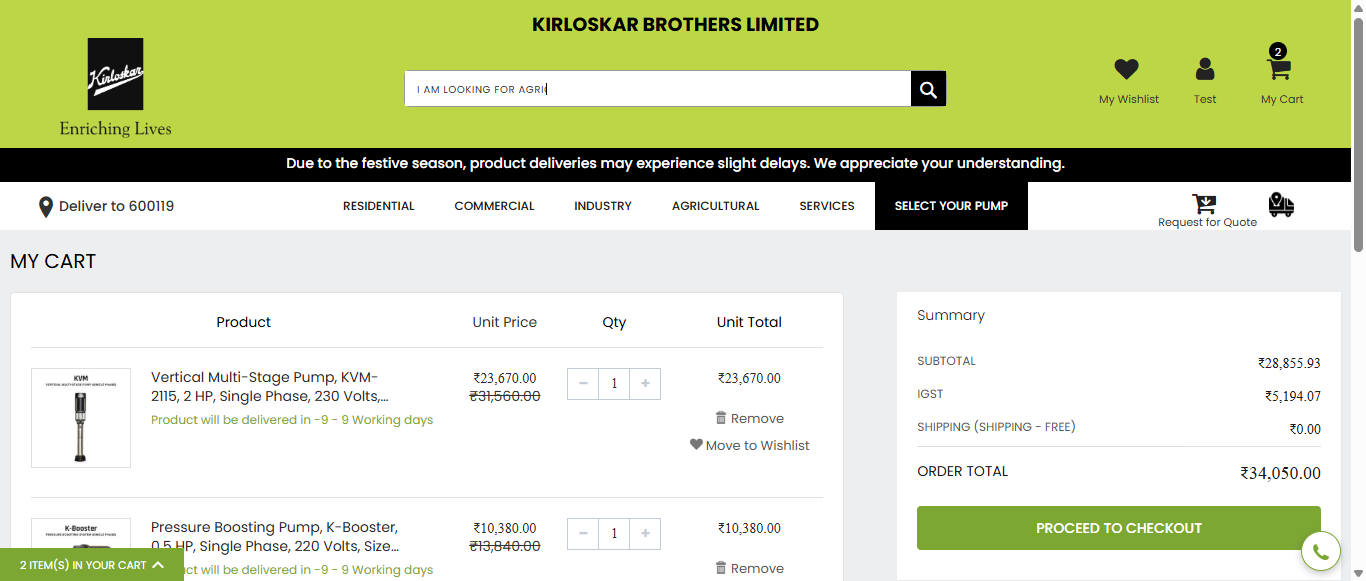 KIRLOSKAR BROTHERS LIMITED
Kirloskar
Enriching Lives
I AM LOOKING FOR AGRI
2
My Wishlist
Test
My Cart
Due to the festive season, product deliveries may experience slight delays. We appreciate your understanding.
Deliver to 600119
RESIDENTIAL
COMMERCIAL
INDUSTRY
AGRICULTURAL
SERVICES
SELECT YOUR PUMP
Request for Quote
MY CART
Product Unit Price Qty Unit Total
KVM
VERTICAL MULTI-STAGE PUMP (SINGLE PHASE)
Vertical Multi-Stage Pump, KVM-
2115, 2 HP, Single Phase, 230 Volts,...
Product will be delivered in -9 - 9 Working days
₹23,670.00
₹31,560.00
− 1 +
₹23,670.00
Remove
Move to Wishlist
K-Booster
Pressure Boosting Pump, K-Booster,
0.5 HP, Single Phase, 220 Volts, Size...
ct will be delivered in -9 - 9 Working days
₹10,380.00
₹13,840.00
− 1 +
₹10,380.00
Remove
2 ITEM(S) IN YOUR CART
Summary
SUBTOTAL ₹28,855.93
IGST ₹5,194.07
SHIPPING (SHIPPING - FREE) ₹0.00
ORDER TOTAL ₹34,050.00
PROCEED TO CHECKOUT